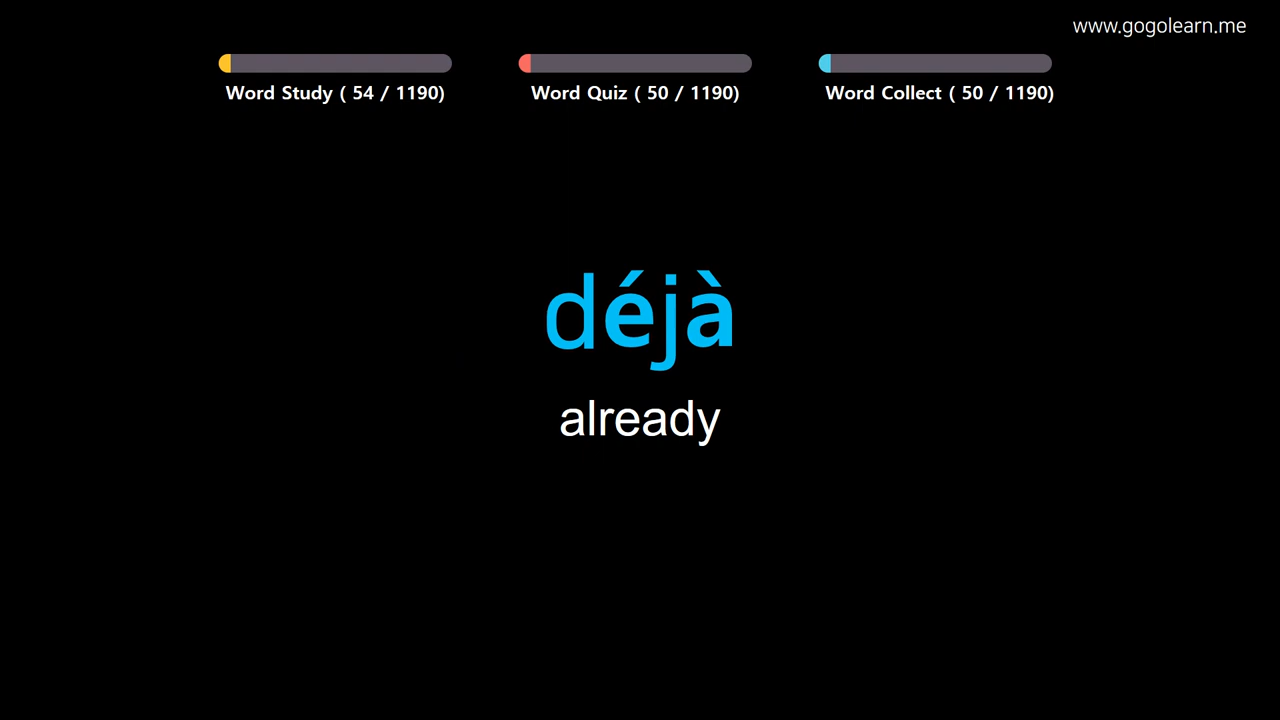 www.gogolearn.me
Word Study ( 54 / 1190)
Word Quiz ( 50 / 1190)
Word Collect ( 50 / 1190)
déjà
already